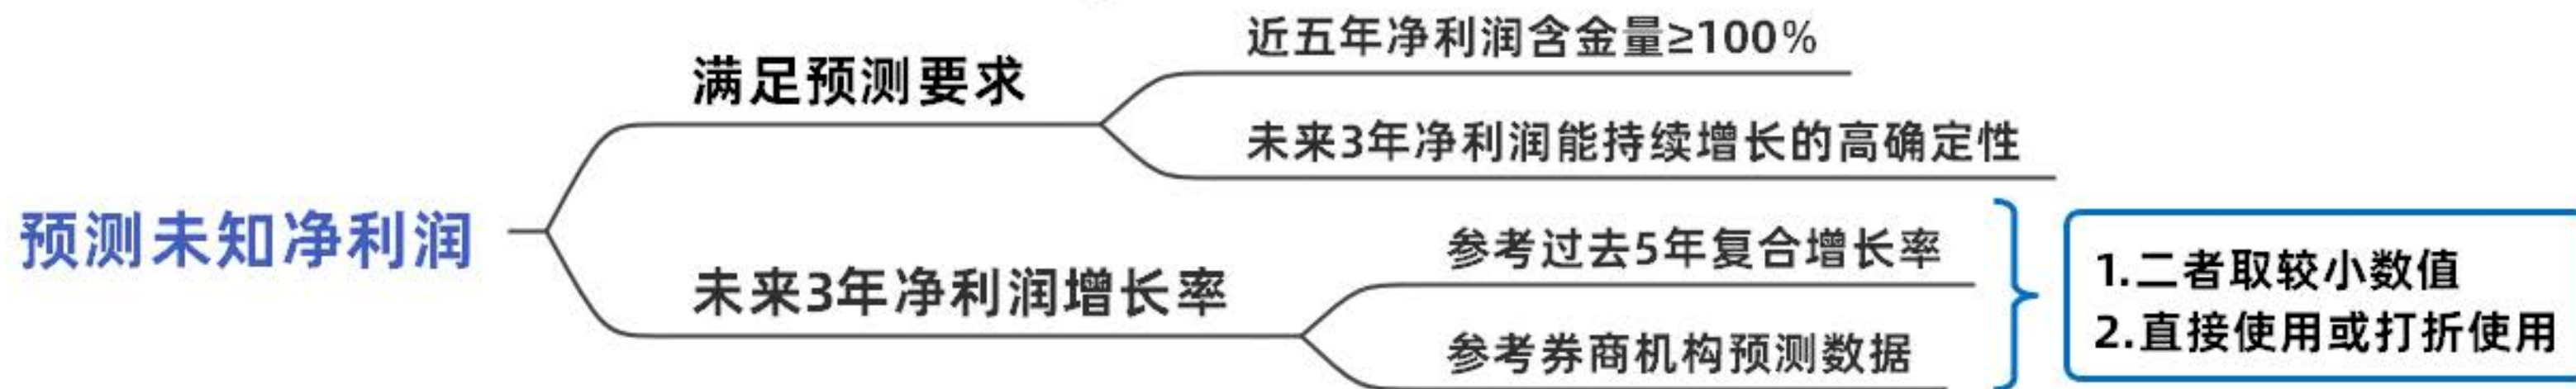 近五年净利润含金量≥100%
满足预测要求
未来3年净利润能持续增长的高确定性
预测未知净利润
参考过去5年复合增长率
未来3年净利润增长率
参考券商机构预测数据
1.二者取较小数值
2.直接使用或打折使用